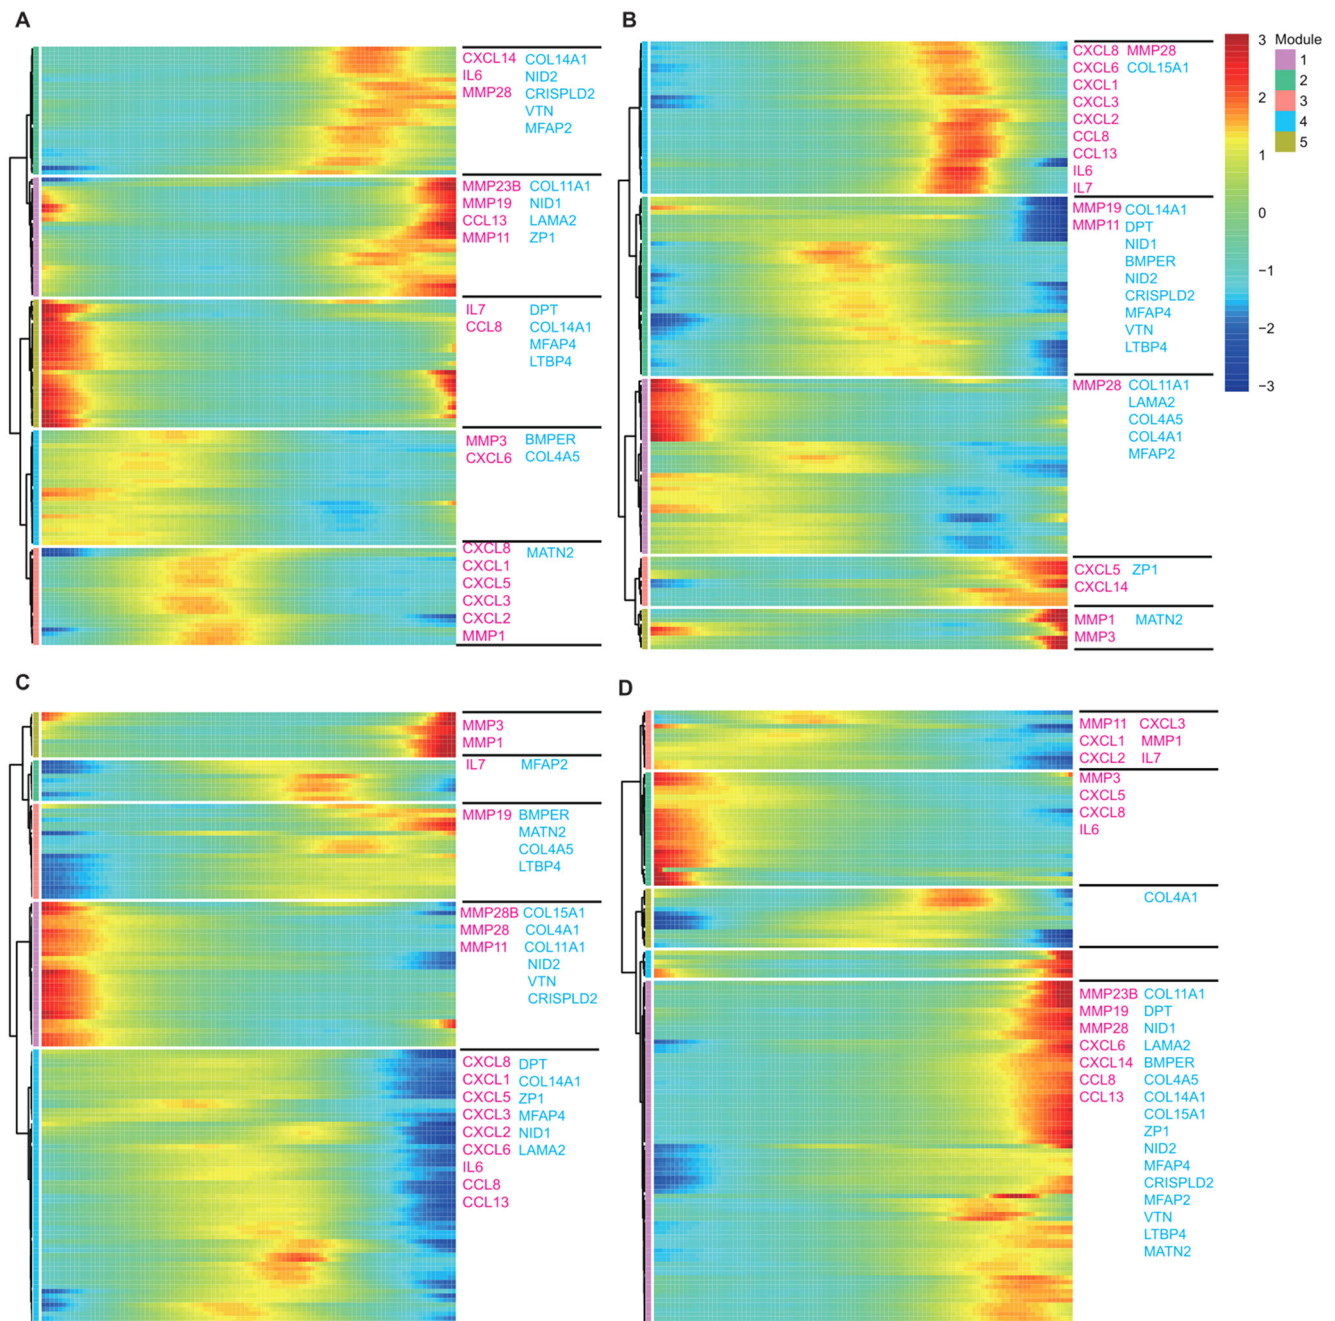 A
CXCL14 COL14A1
IL6 NID2
MMP28 CRISPLD2
VTN
MFAP2
MMP23B COL11A1
MMP19 NID1
CCL13 LAMA2
MMP11 ZP1
IL7 DPT
CCL8 COL14A1
MFAP4
LTBP4
MMP3 BMPER
CXCL6 COL4A5
CXCL8 MATN2
CXCL1
CXCL5
CXCL3
CXCL2
MMP1
B
CXCL8 MMP28
CXCL6 COL15A1
CXCL1
CXCL3
CXCL2
CCL8
CCL13
IL6
IL7
MMP19 COL14A1
MMP11 DPT
NID1
BMPER
NID2
CRISPLD2
MFAP4
VTN
LTBP4
MMP28 COL11A1
LAMA2
COL4A5
COL4A1
MFAP2
CXCL5 ZP1
CXCL14
MMP1 MATN2
MMP3
3
2
1
0
−1
−2
−3
Module
1
2
3
4
5
C
MMP3
MMP1
IL7 MFAP2
MMP19 BMPER
MATN2
COL4A5
LTBP4
MMP28B COL15A1
MMP28 COL4A1
MMP11 COL11A1
NID2
VTN
CRISPLD2
CXCL8 DPT
CXCL1 COL14A1
CXCL5 ZP1
CXCL3 MFAP4
CXCL2 NID1
CXCL6 LAMA2
IL6
CCL8
CCL13
D
MMP11 CXCL3
CXCL1 MMP1
CXCL2 IL7
MMP3
CXCL5
CXCL8
IL6
COL4A1
MMP23B COL11A1
MMP19 DPT
MMP28 NID1
CXCL6 LAMA2
CXCL14 BMPER
CCL8 COL4A5
CCL13 COL14A1
COL15A1
ZP1
NID2
MFAP4
CRISPLD2
MFAP2
VTN
LTBP4
MATN2